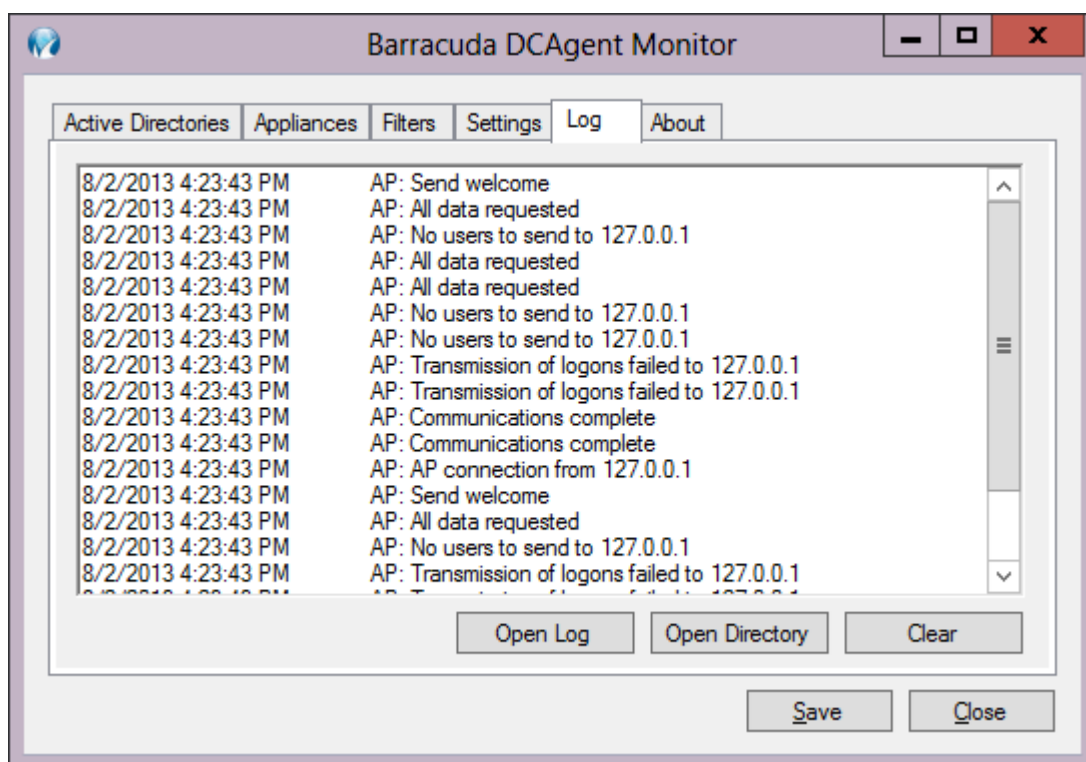 Barracuda DCAgent Monitor
Active Directories Appliances Filters Settings Log About
8/2/2013 4:23:43 PM AP: Send welcome
8/2/2013 4:23:43 PM AP: All data requested
8/2/2013 4:23:43 PM AP: No users to send to 127.0.0.1
8/2/2013 4:23:43 PM AP: All data requested
8/2/2013 4:23:43 PM AP: All data requested
8/2/2013 4:23:43 PM AP: No users to send to 127.0.0.1
8/2/2013 4:23:43 PM AP: No users to send to 127.0.0.1
8/2/2013 4:23:43 PM AP: Transmission of logons failed to 127.0.0.1
8/2/2013 4:23:43 PM AP: Transmission of logons failed to 127.0.0.1
8/2/2013 4:23:43 PM AP: Communications complete
8/2/2013 4:23:43 PM AP: Communications complete
8/2/2013 4:23:43 PM AP: AP connection from 127.0.0.1
8/2/2013 4:23:43 PM AP: Send welcome
8/2/2013 4:23:43 PM AP: All data requested
8/2/2013 4:23:43 PM AP: No users to send to 127.0.0.1
8/2/2013 4:23:43 PM AP: Transmission of logons failed to 127.0.0.1
Open Log Open Directory Clear
Save Close